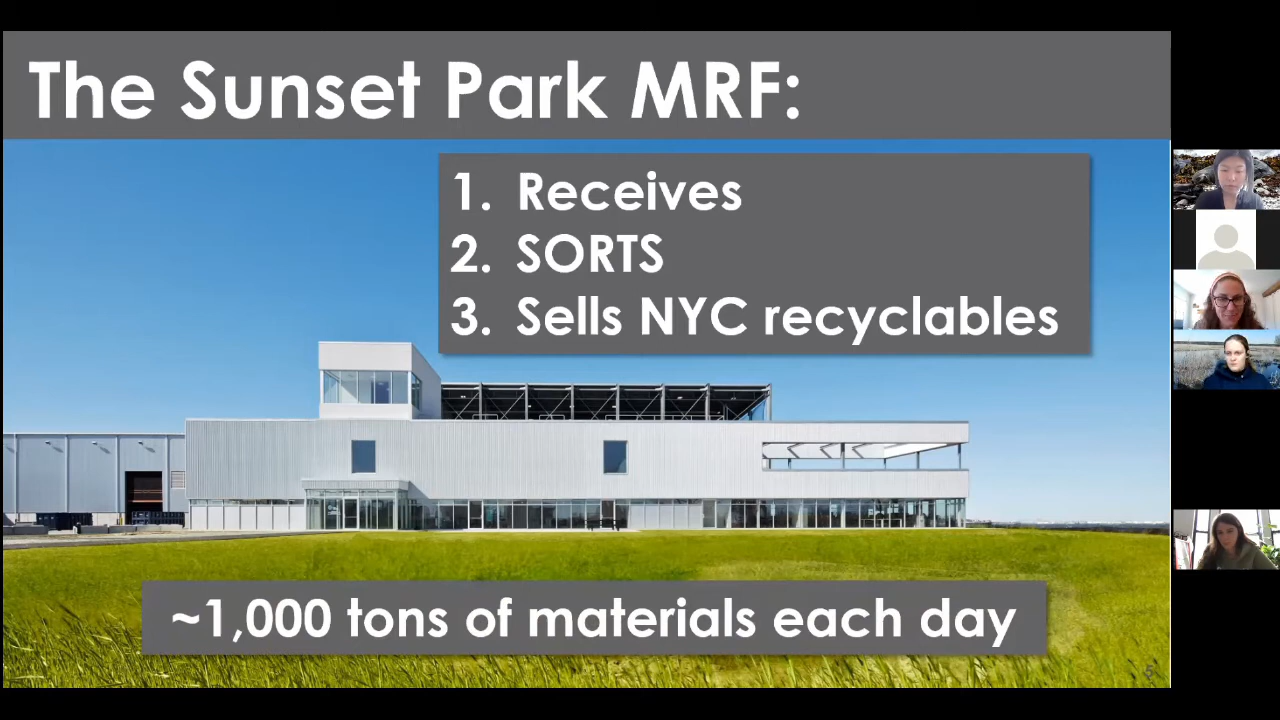 The Sunset Park MRF:
1. Receives
2. SORTS
3. Sells NYC recyclables
~1,000 tons of materials each day
5